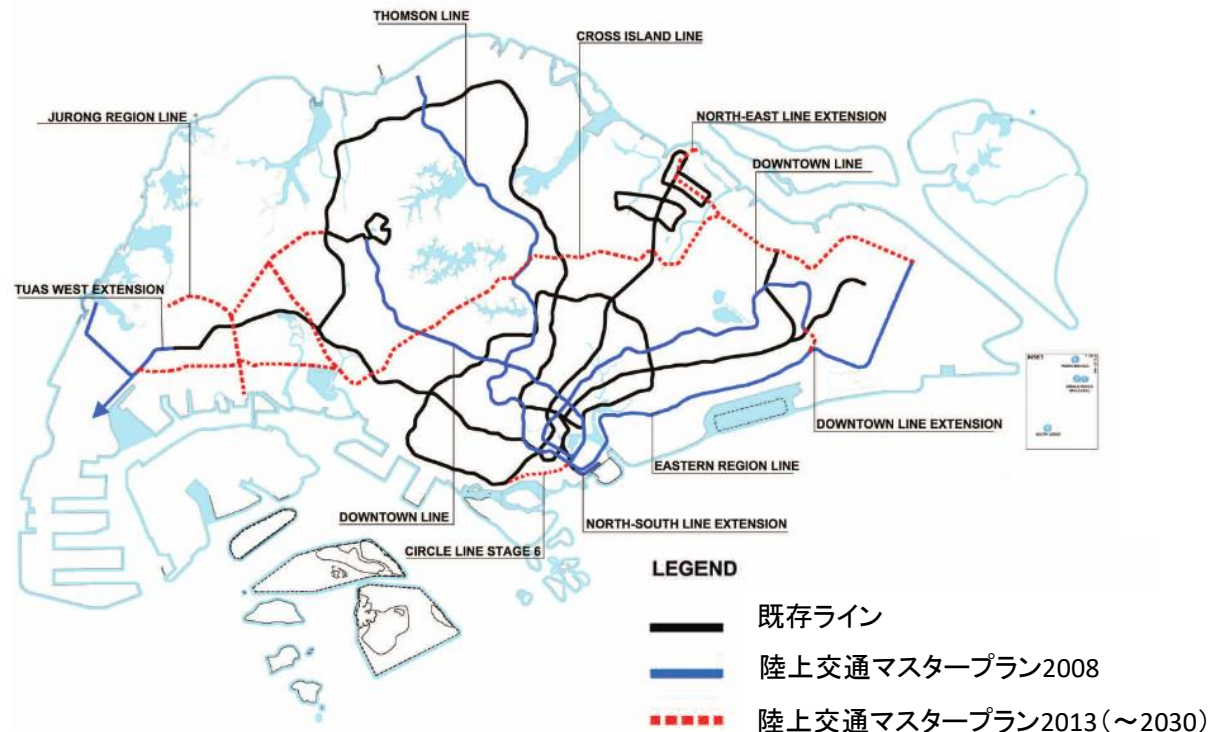 THOMSON LINE
CROSS ISLAND LINE
JURONG REGION LINE
NORTH-EAST LINE EXTENSION
DOWNTOWN LINE
TUAS WEST EXTENSION
INSET
DOWNTOWN LINE EXTENSION
EASTERN REGION LINE
DOWNTOWN LINE
NORTH-SOUTH LINE EXTENSION
CIRCLE LINE STAGE 6
LEGEND
既存ライン
陸上交通マスタープラン2008
陸上交通マスタープラン2013（～2030）